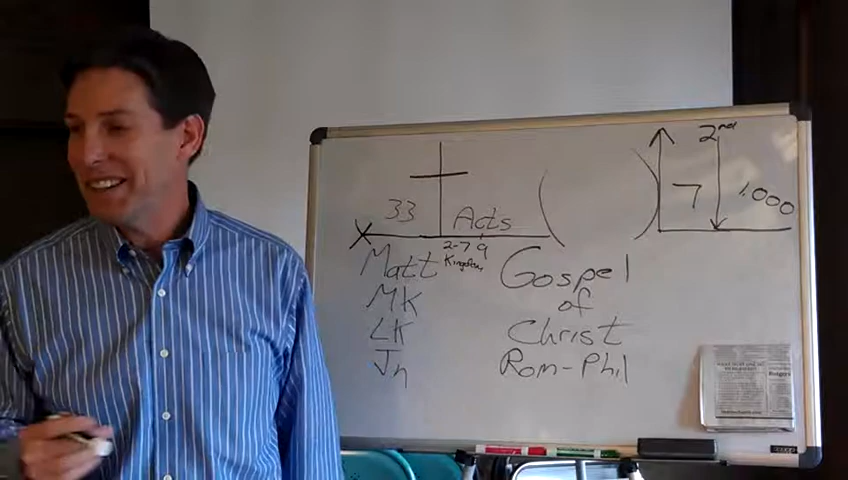 2nd
33
7
1,000
Acts
2-7 9
Kingdom
Matt
MK
LK
Jn
Gospel
of
Christ
Rom-Phil